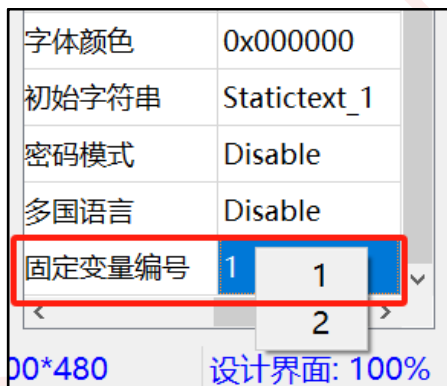 字体颜色 0x000000
初始字符串 Statictext_1
密码模式 Disable
多国语言 Disable
固定变量编号 1
1
2
00*480 设计界面: 100%